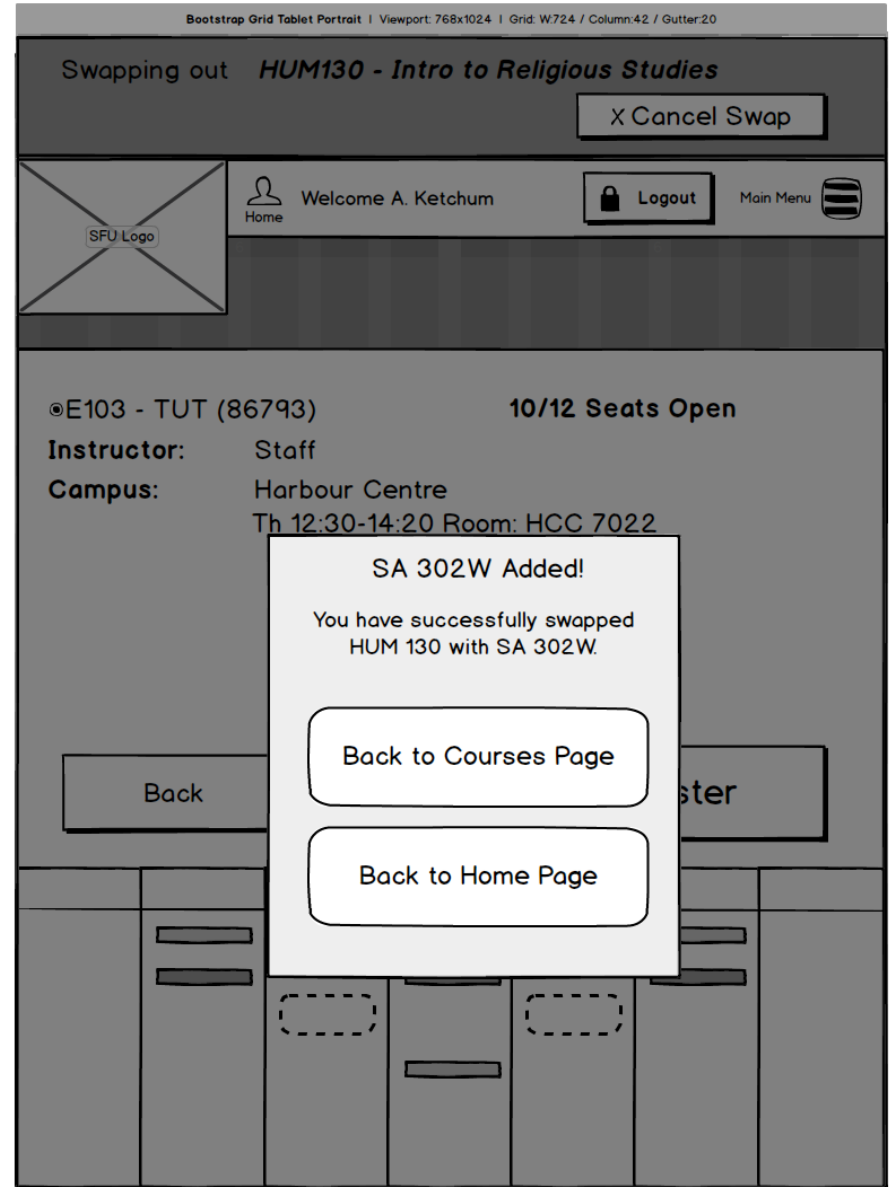 Bootstrap Grid Tablet Portrait | Viewport: 768x1024 | Grid: W:724 / Column:42 / Gutter:20
Swapping out HUM130 - Intro to Religious Studies
X Cancel Swap
SFU Logo
Home
Welcome A. Ketchum
Logout
Main Menu
E103 - TUT (86793) 10/12 Seats Open
Instructor: Staff
Campus: Harbour Centre
Th 12:30-14:20 Room: HCC 7022
SA 302W Added!
You have successfully swapped
HUM 130 with SA 302W.
Back to Courses Page
Back
ster
Back to Home Page